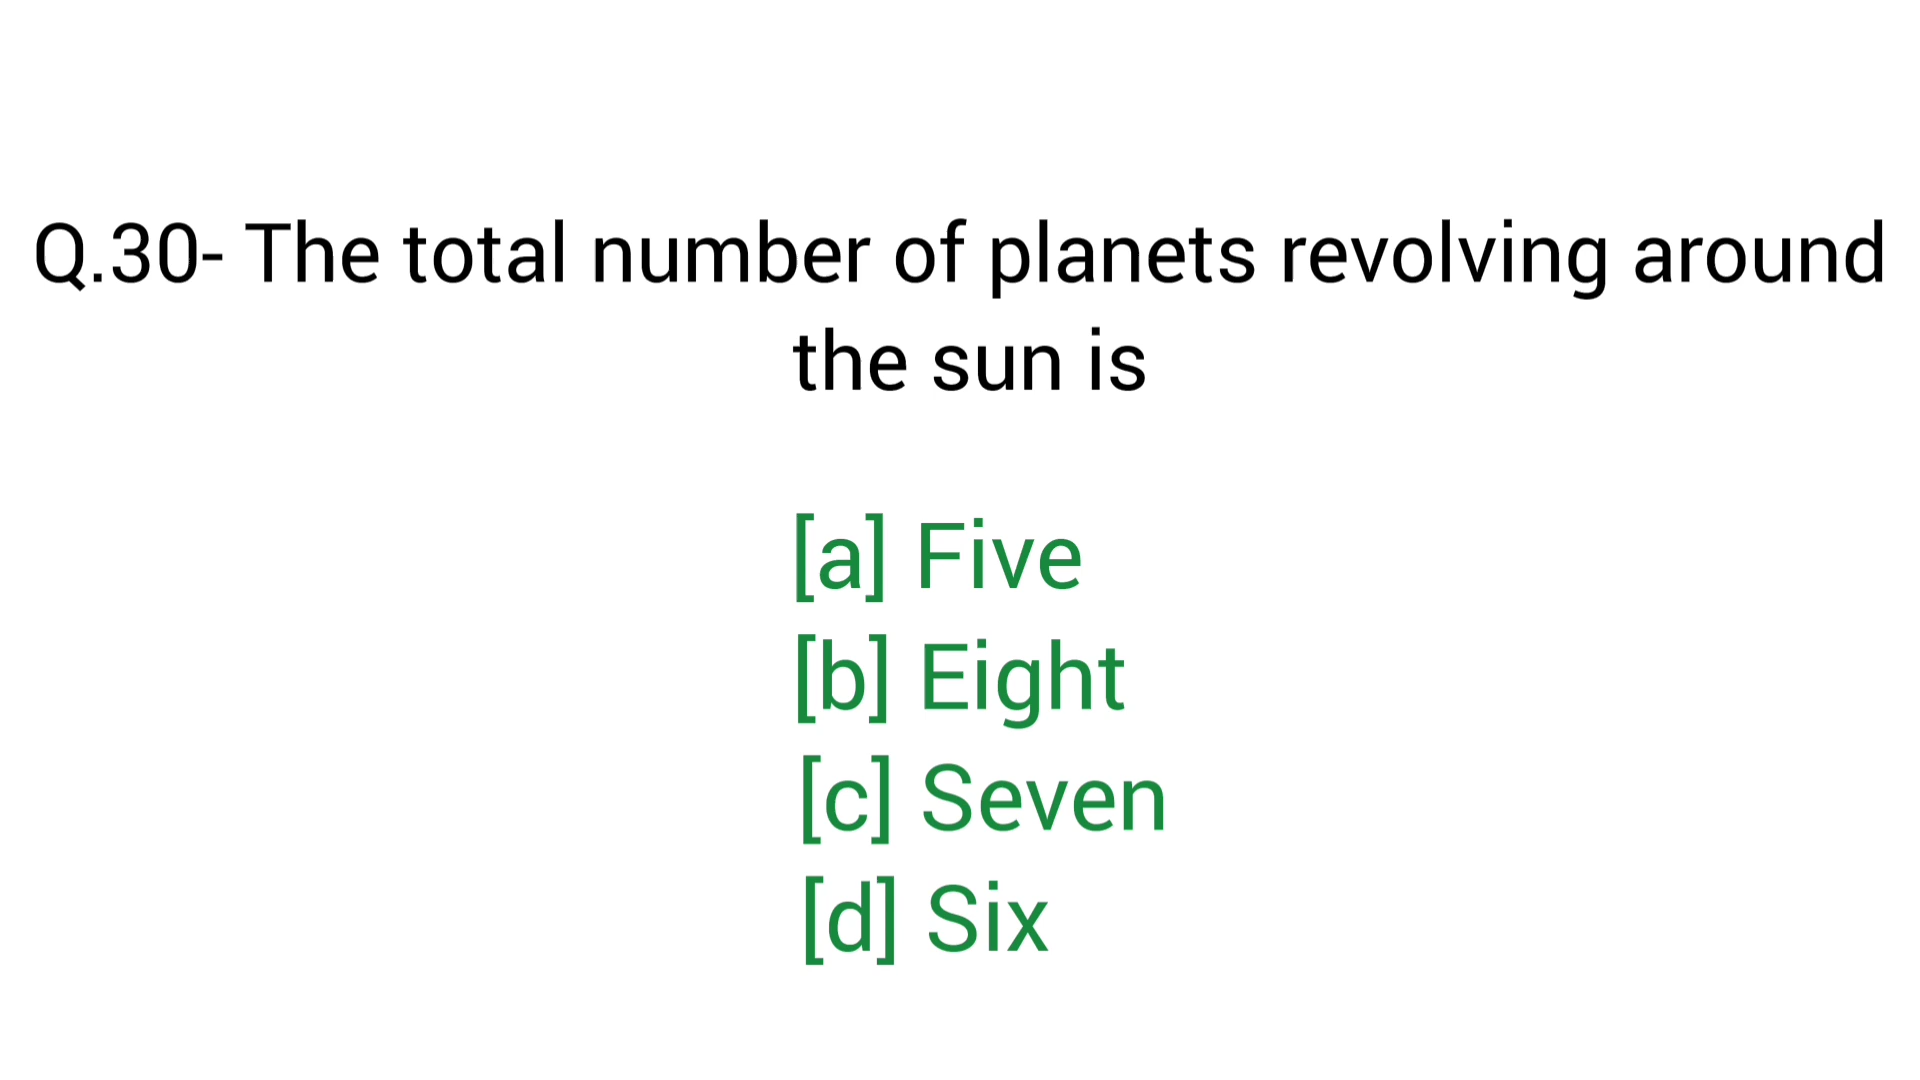 Q.30- The total number of planets revolving around
the sun is
[a] Five
[b] Eight
[c] Seven
[d] Six